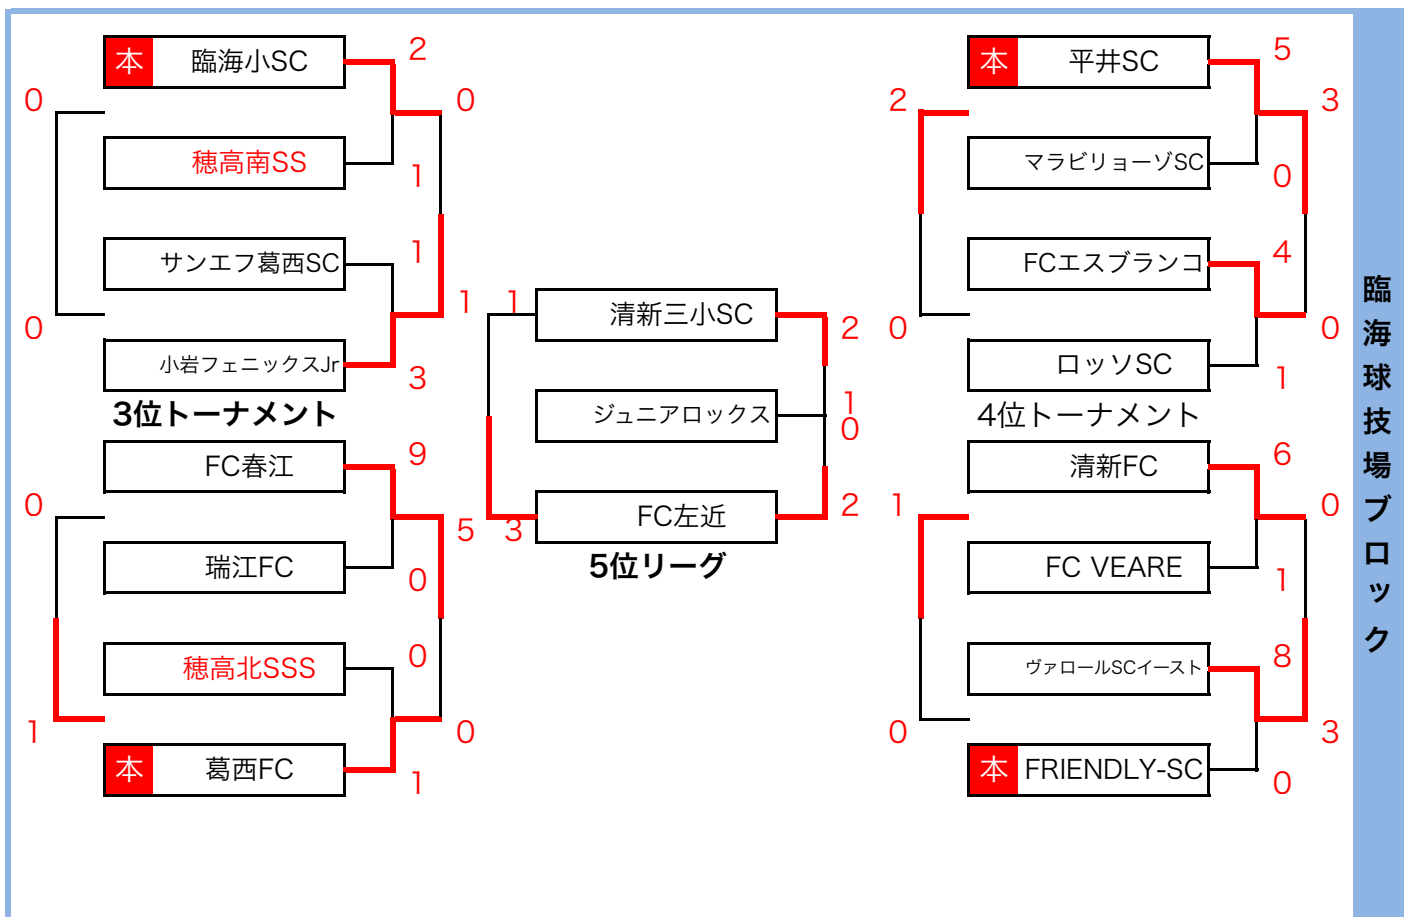 本 臨海小SC 2
0 0
穂高南SS
1
サンエフ葛西SC 1
1
0
小岩フェニックスJr 3
3位トーナメント
FC春江 9
0 5
瑞江FC 0
穂高北SSS 0
1 0
本 葛西FC 1
1 清新三小SC 2
ジュニアロックス 1
0
3 FC左近 2
5位リーグ
本 平井SC 5
2 3
マラビリョーゾSC 0
FCエスブランコ 4
0 0
ロッソSC 1
4位トーナメント
清新FC 6
1 0
FC VEARE 1
ヴァロールSCイースト 8
0 3
本 FRIENDLY-SC 0
臨海球技場ブロック